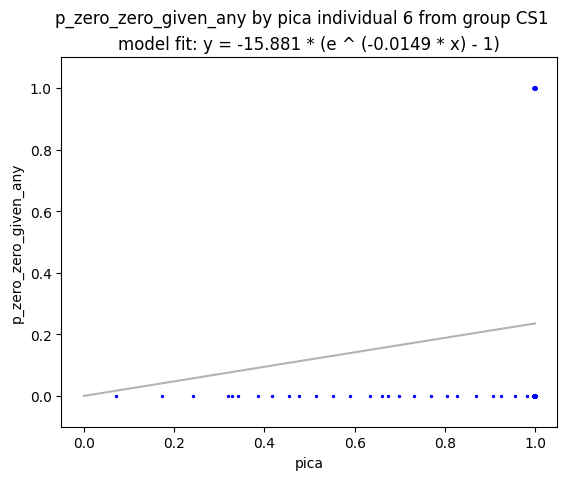 p_zero_zero_given_any by pica individual 6 from group CS1
model fit: y = -15.881 * (e ^ (-0.0149 * x) - 1)
p_zero_zero_given_any
1.0
0.8
0.6
0.4
0.2
0.0
0.0 0.2 0.4 0.6 0.8 1.0
pica